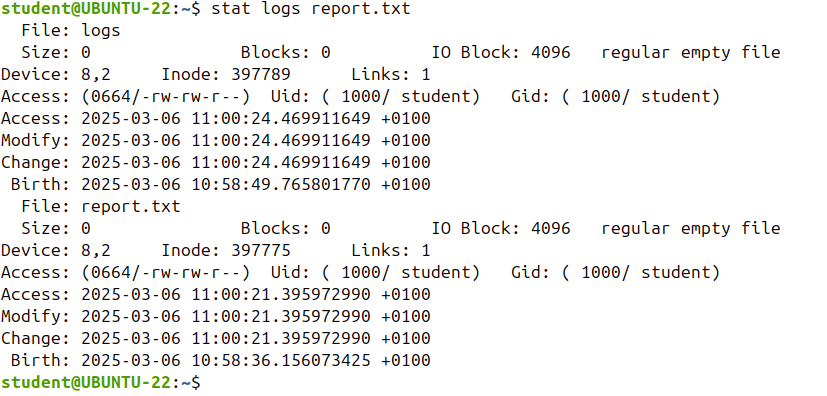 student@UBUNTU-22:~$ stat logs report.txt
  File: logs
  Size: 0               Blocks: 0          IO Block: 4096   regular empty file
Device: 8,2     Inode: 397789      Links: 1
Access: (0664/-rw-rw-r--)  Uid: ( 1000/ student)   Gid: ( 1000/ student)
Access: 2025-03-06 11:00:24.469911649 +0100
Modify: 2025-03-06 11:00:24.469911649 +0100
Change: 2025-03-06 11:00:24.469911649 +0100
 Birth: 2025-03-06 10:58:49.765801770 +0100
  File: report.txt
  Size: 0               Blocks: 0          IO Block: 4096   regular empty file
Device: 8,2     Inode: 397775      Links: 1
Access: (0664/-rw-rw-r--)  Uid: ( 1000/ student)   Gid: ( 1000/ student)
Access: 2025-03-06 11:00:21.395972990 +0100
Modify: 2025-03-06 11:00:21.395972990 +0100
Change: 2025-03-06 11:00:21.395972990 +0100
 Birth: 2025-03-06 10:58:36.156073425 +0100
student@UBUNTU-22:~$